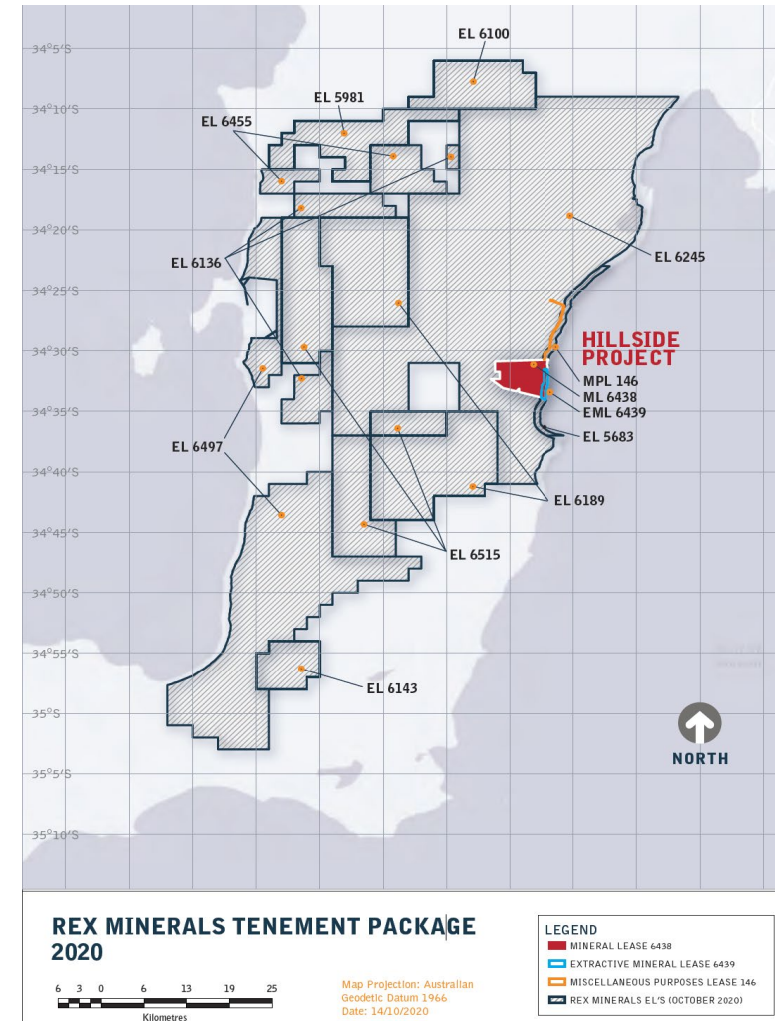 EL 6100
34°5'S
EL 5981
34°10'S
EL 6455
34°15'S
34°20'S
EL 6136
EL 6245
34°25'S
HILLSIDE
PROJECT
34°30'S
MPL 146
ML 6438
EML 6439
34°35'S
EL 5683
EL 6497
34°40'S
EL 6189
34°45'S
EL 6515
34°50'S
34°55'S
EL 6143
35°S
NORTH
35°5'S
35°10'S
REX MINERALS TENEMENT PACKAGE
2020
6 3 0 6 13 19 25
Kilometres
Map Projection: Australian
Geodetic Datum 1966
Date: 14/10/2020
LEGEND
MINERAL LEASE 6438
EXTRACTIVE MINERAL LEASE 6439
MISCELLANEOUS PURPOSES LEASE 146
REX MINERALS EL'S (OCTOBER 2020)